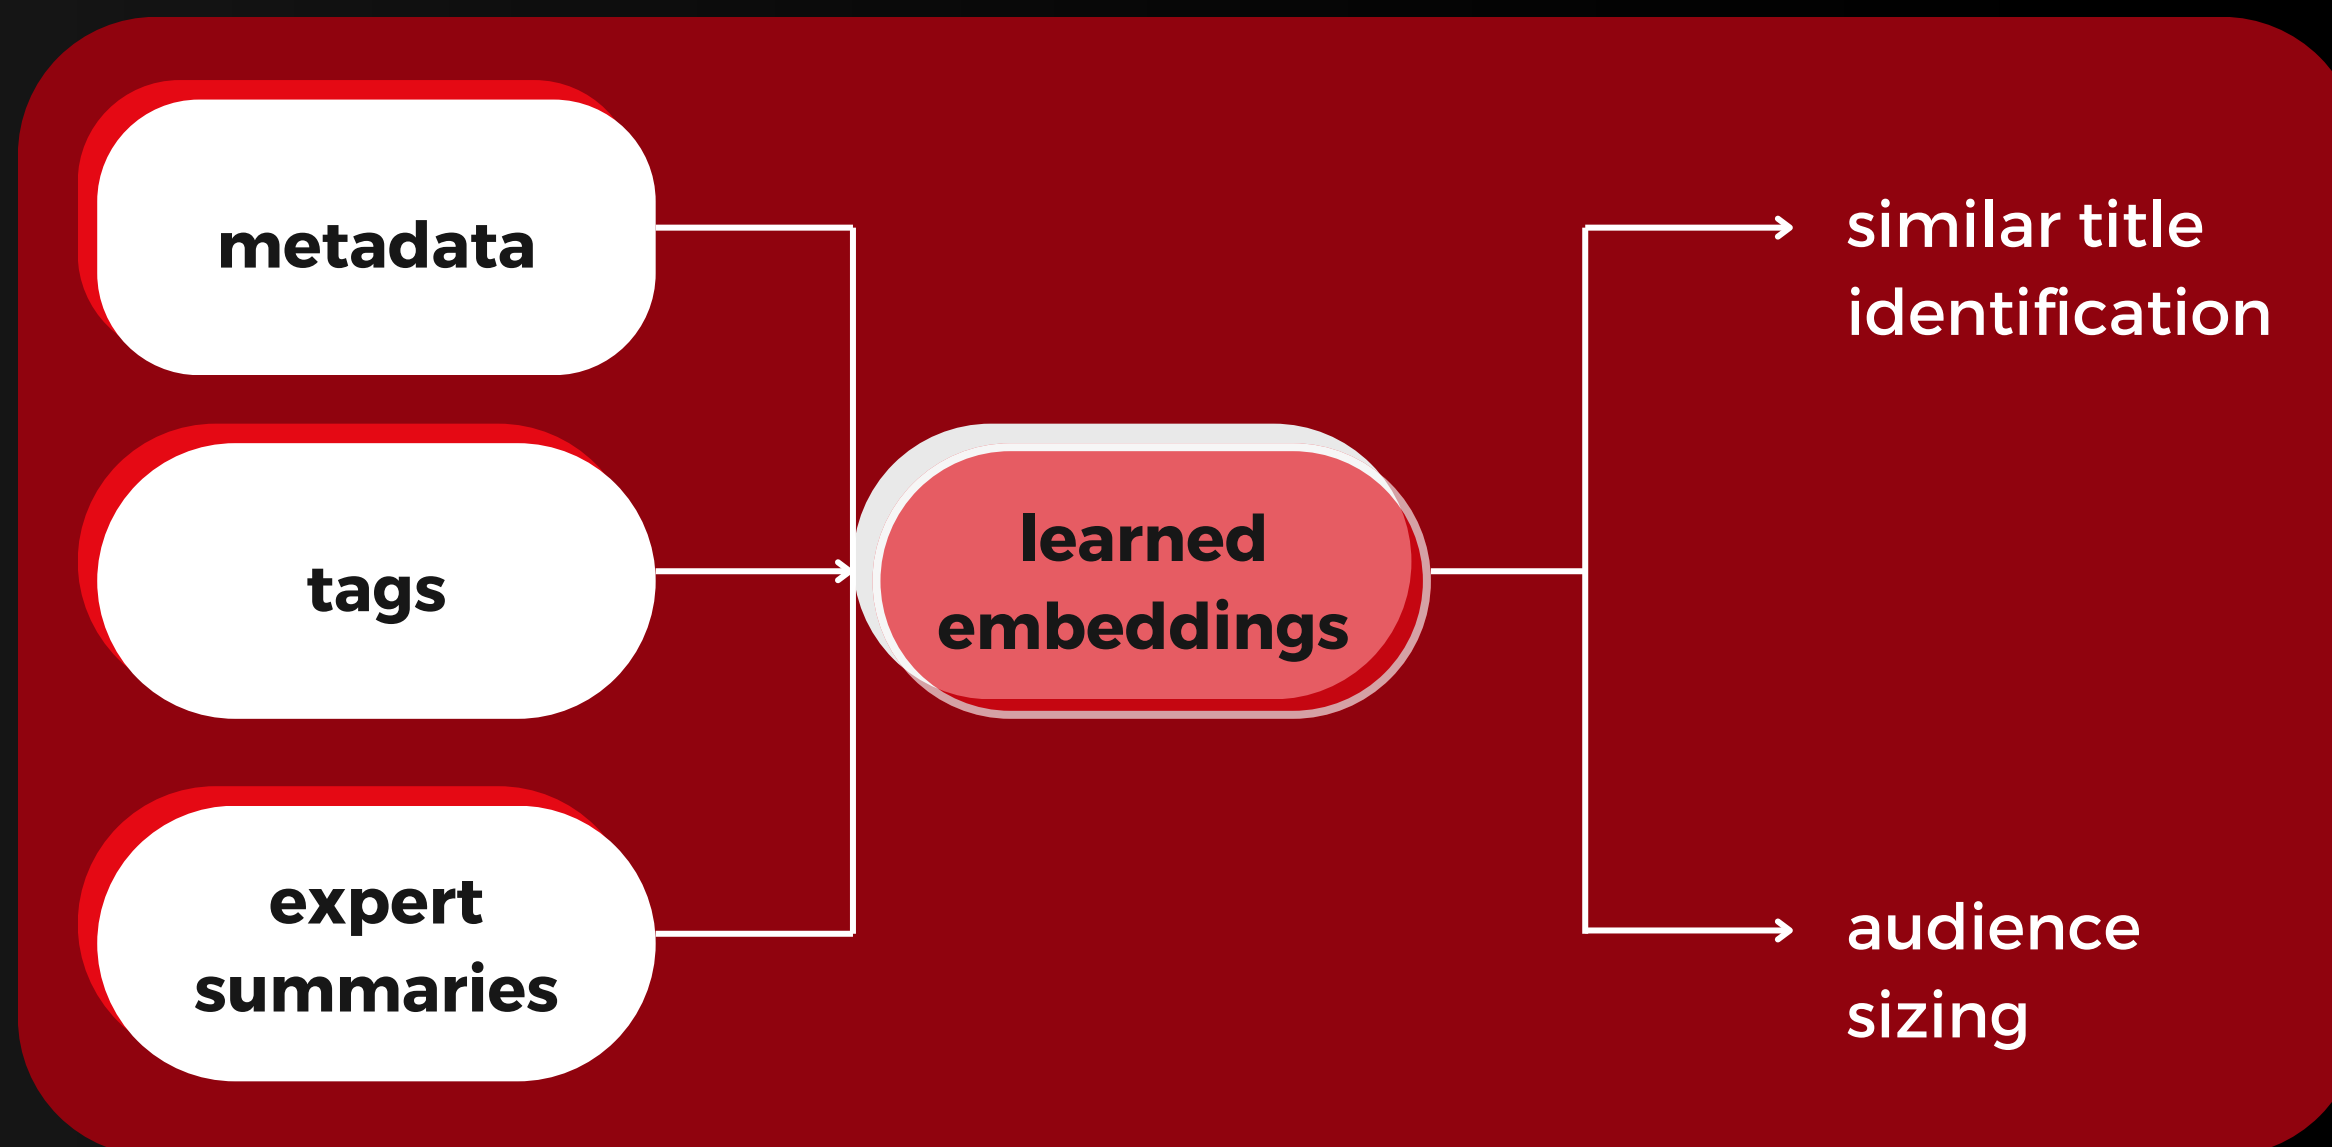 metadata
tags
expert
summaries
learned
embeddings
similar title
identification
audience
sizing